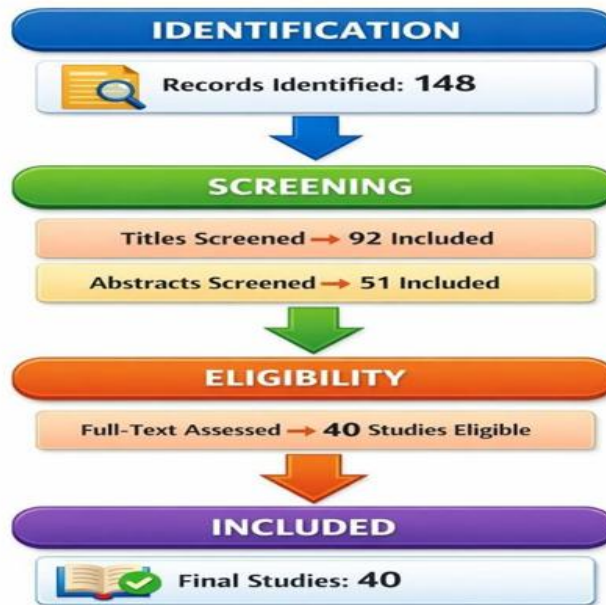 IDENTIFICATION
Records Identified: 148
SCREENING
Titles Screened → 92 Included
Abstracts Screened → 51 Included
ELIGIBILITY
Full-Text Assessed → 40 Studies Eligible
INCLUDED
Final Studies: 40